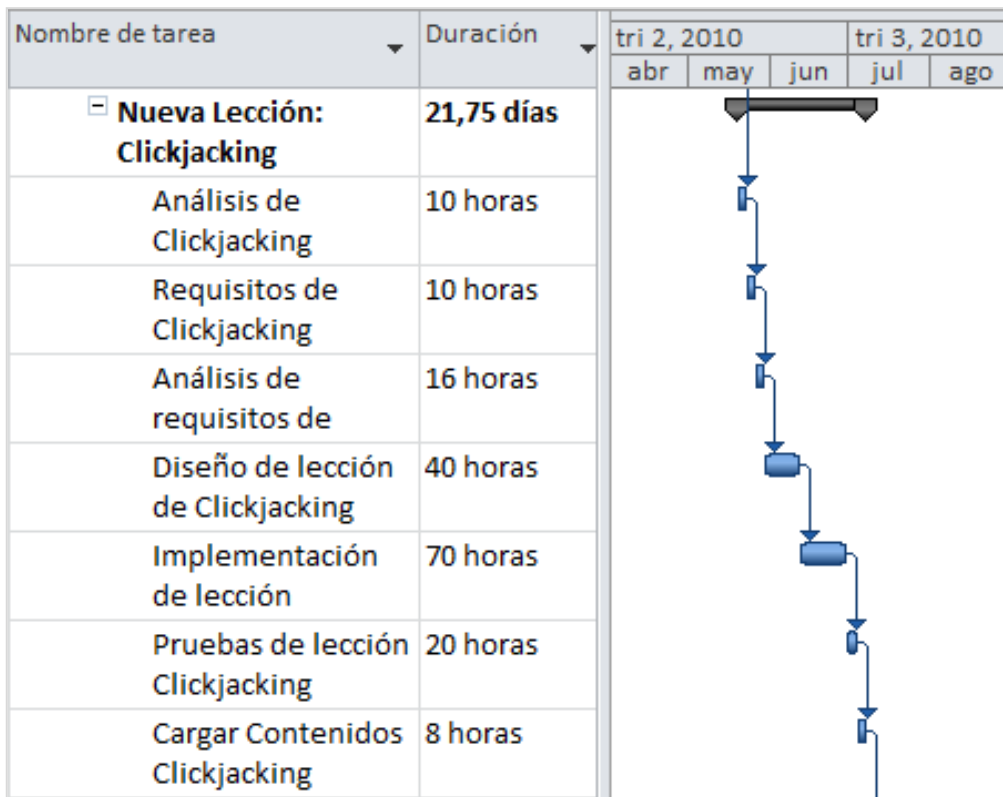 Nombre de tarea Duración tri 2, 2010 tri 3, 2010
abr may jun jul ago
Nueva Lección: 21,75 días
Clickjacking
Análisis de 10 horas
Clickjacking
Requisitos de 10 horas
Clickjacking
Análisis de 16 horas
requisitos de
Diseño de lección 40 horas
de Clickjacking
Implementación 70 horas
de lección
Pruebas de lección 20 horas
Clickjacking
Cargar Contenidos 8 horas
Clickjacking